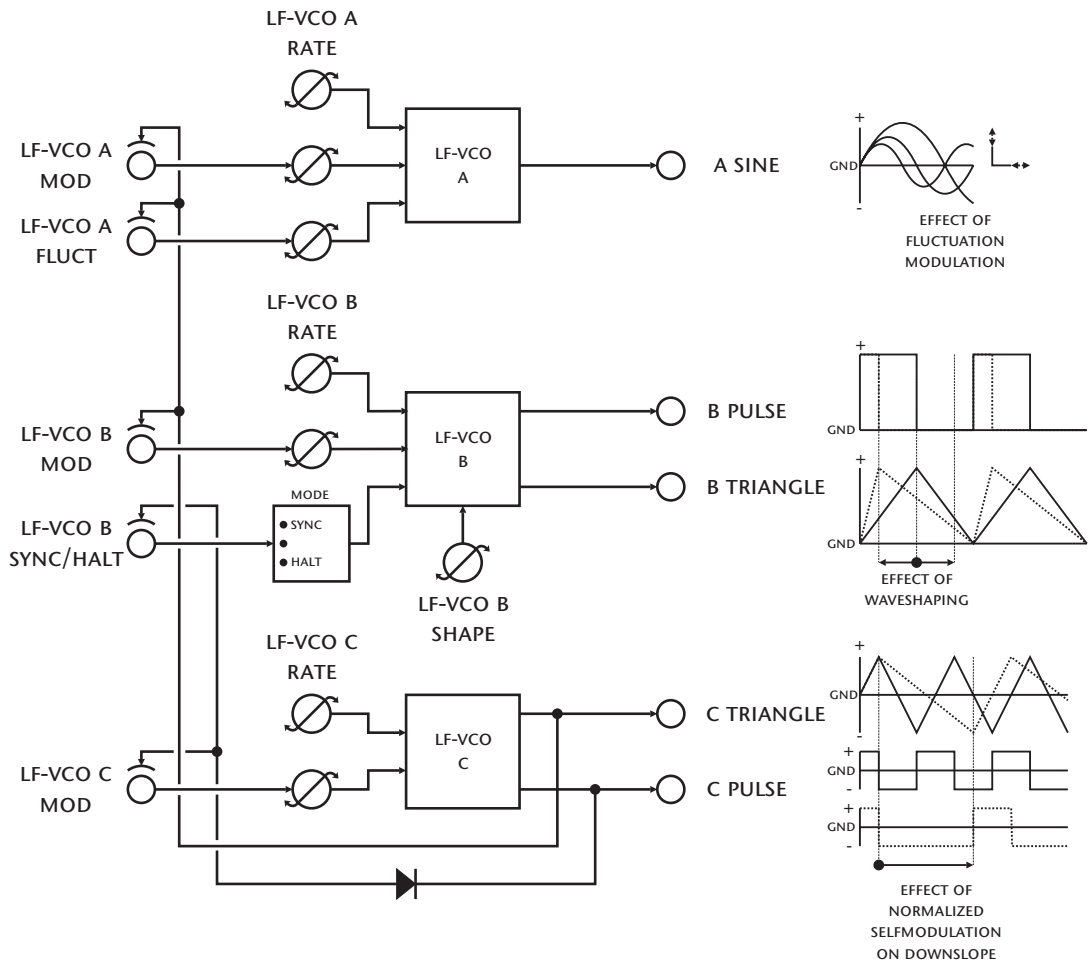 LF-VCO A
RATE
LF-VCO A
MOD
LF-VCO
A
A SINE
+
GND
-
LF-VCO A
FLUCT
EFFECT OF
FLUCTUATION
MODULATION
LF-VCO B
RATE
LF-VCO B
MOD
LF-VCO
B
B PULSE
B TRIANGLE
+
GND
+
GND
LF-VCO B
SYNC/HALT
MODE
SYNC
HALT
LF-VCO B
SHAPE
EFFECT OF
WAVESHAPING
LF-VCO C
RATE
LF-VCO C
MOD
LF-VCO
C
C TRIANGLE
C PULSE
+
GND
-
+
GND
-
+
GND
-
EFFECT OF
NORMALIZED
SELFMODULATION
ON DOWNSLOPE